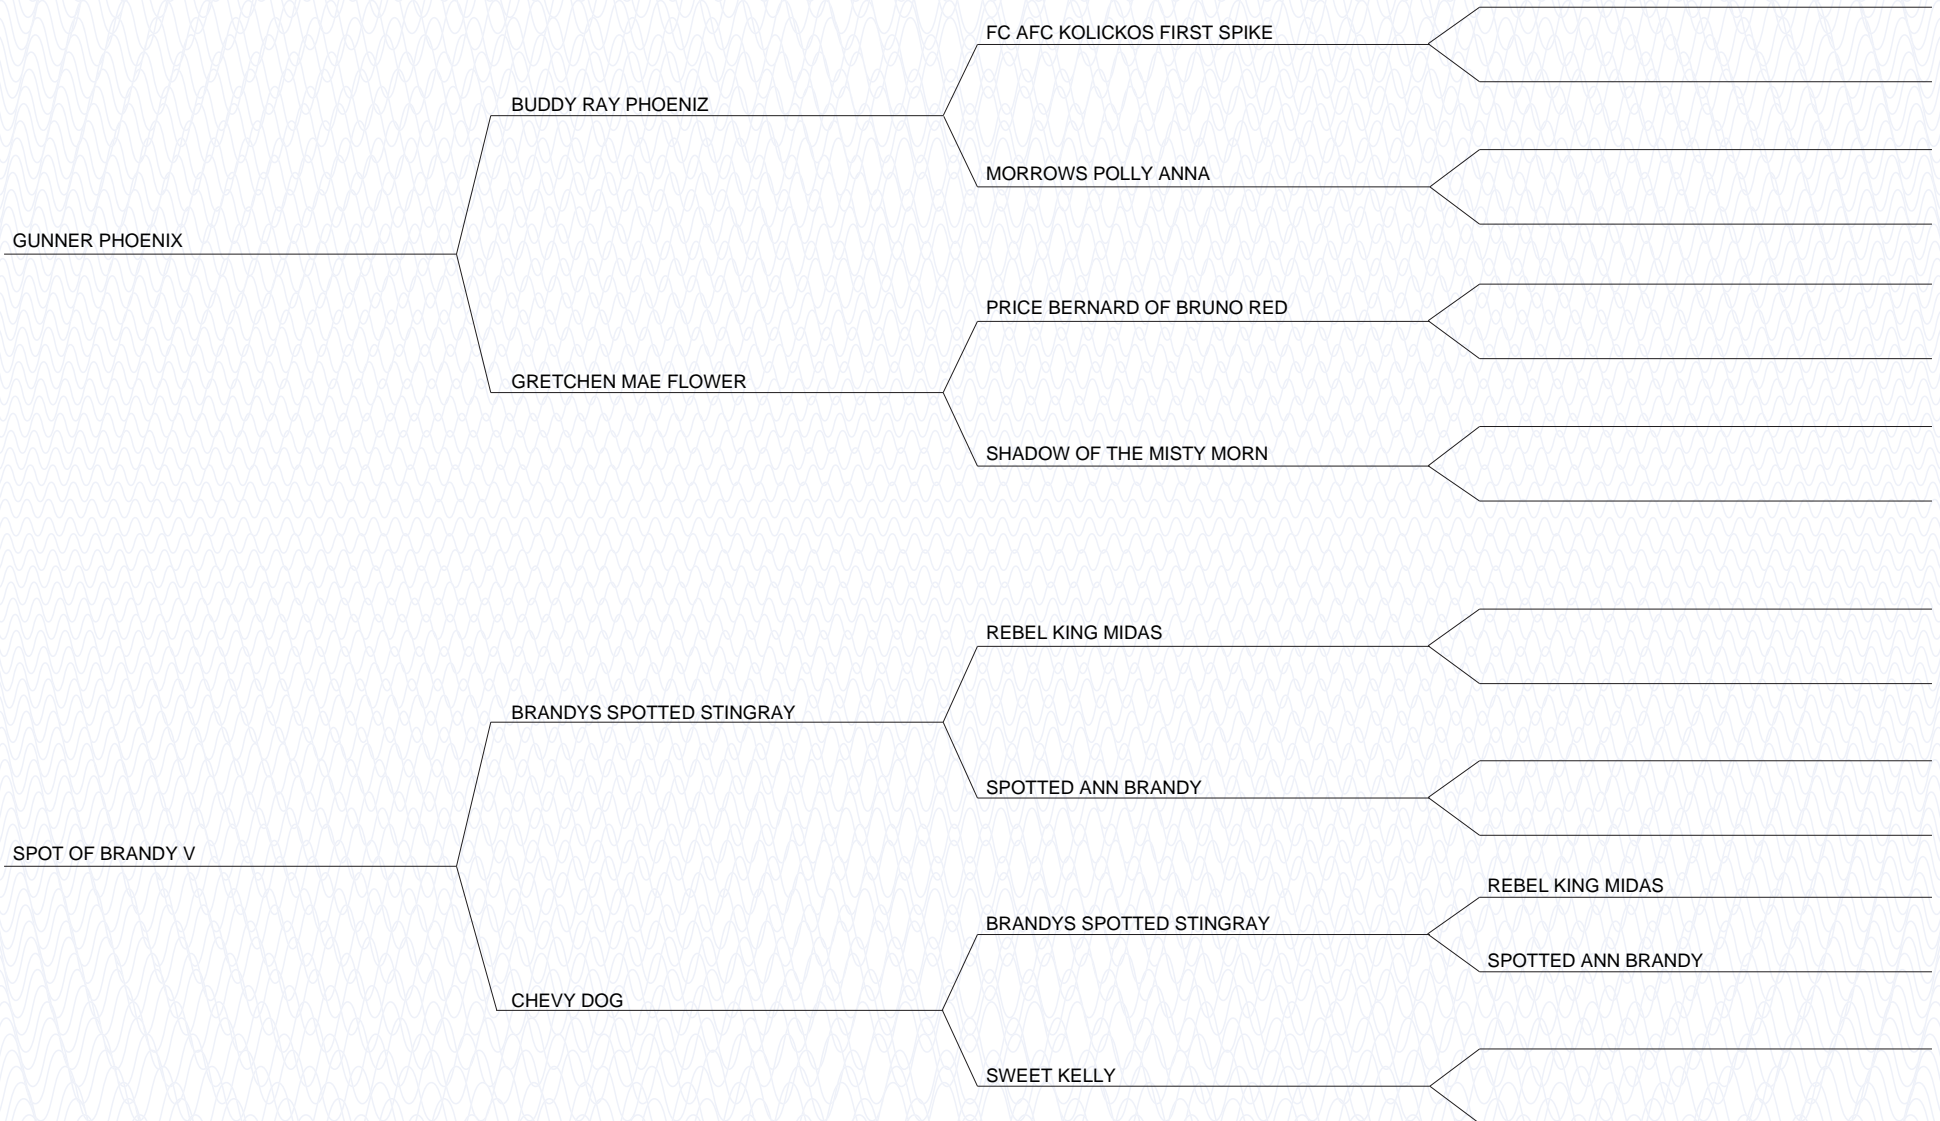 FC AFC KOLICKOS FIRST SPIKE
BUDDY RAY PHOENIZ
MORROWS POLLY ANNA
GUNNER PHOENIX
PRICE BERNARD OF BRUNO RED
GRETCHEN MAE FLOWER
SHADOW OF THE MISTY MORN
REBEL KING MIDAS
BRANDYS SPOTTED STINGRAY
SPOTTED ANN BRANDY
SPOT OF BRANDY V
REBEL KING MIDAS
BRANDYS SPOTTED STINGRAY
SPOTTED ANN BRANDY
CHEVY DOG
SWEET KELLY